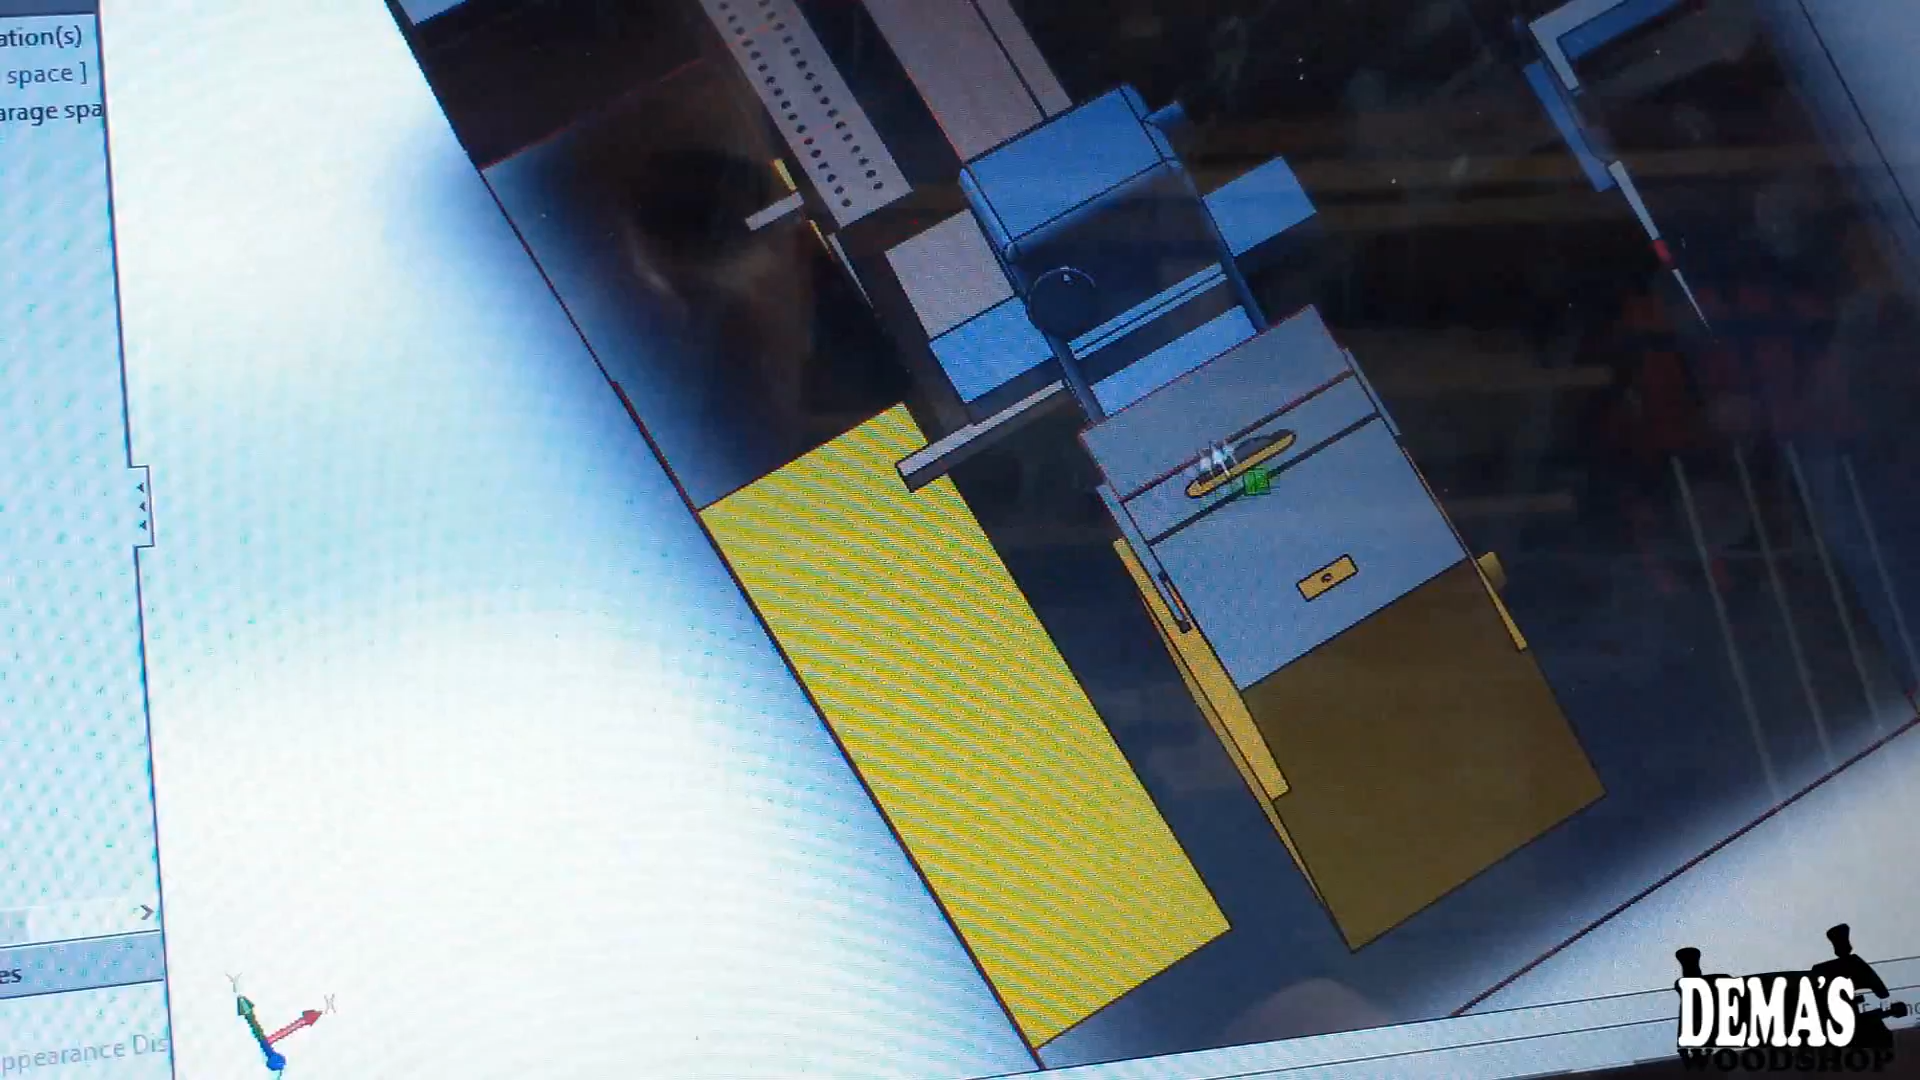 ation(s)
space ]
arage spa
es
ppearance Dis
Y
X
DEMA'S
WOODSHOP